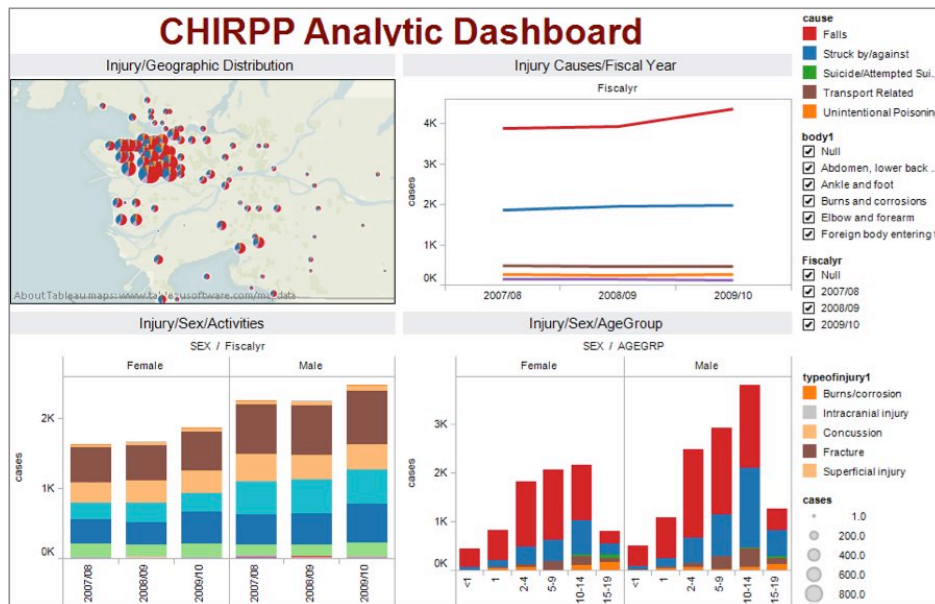 CHIRPP Analytic Dashboard
Injury/Geographic Distribution
About Tableau maps: www.tableausoftware.com/mapdata
Injury Causes/Fiscal Year
Fiscalyr
4K
3K
2K
1K
0K
cases
2007/08
2008/09
2009/10
Injury/Sex/Activities
SEX / Fiscalyr
Female
Male
2K
1K
0K
cases
2007/08
2008/09
2009/10
2007/08
2008/09
2009/10
Injury/Sex/AgeGroup
SEX / AGEGRP
Female
Male
3K
2K
1K
0K
cases
<1
1
2-4
5-9
10-14
15-19
<1
1
2-4
5-9
10-14
15-19
cause
Falls
Struck by/against
Suicide/Attempted Sui..
Transport Related
Unintentional Poisoning
body1
Null
Abdomen, lower back ..
Ankle and foot
Burns and corrosions
Elbow and forearm
Foreign body entering
Fiscalyr
Null
2007/08
2008/09
2009/10
typeofinjury1
Burns/corrosion
Intracranial injury
Concussion
Fracture
Superficial injury
cases
1.0
200.0
400.0
600.0
800.0